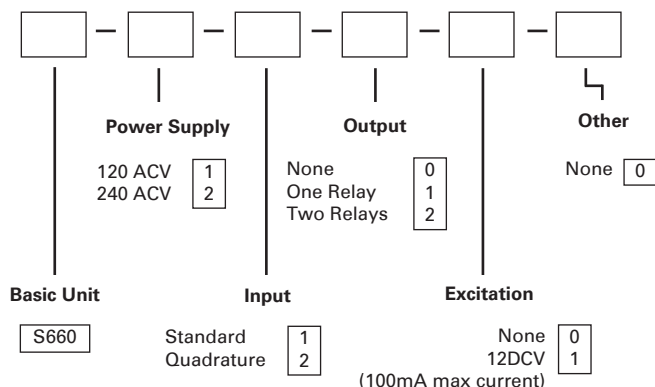 Power Supply
120 ACV 1
240 ACV 2
Output
None 0
One Relay 1
Two Relays 2
Other
None 0
Basic Unit
S660
Input
Standard 1
Quadrature 2
Excitation
None 0
12DCV 1
(100mA max current)